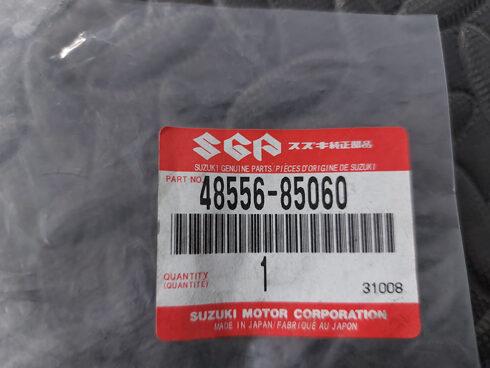 SGP スズキ純正部品
SUZUKI GENUINE PARTS/PIÈCES D'ORIGINE DE SUZUKI
PART NO.
48556-85060
QUANTITY 1
(QUANTITÉ) 31008
SUZUKI MOTOR CORPORATION
MADE IN JAPAN/FABRIQUÉ AU JAPON